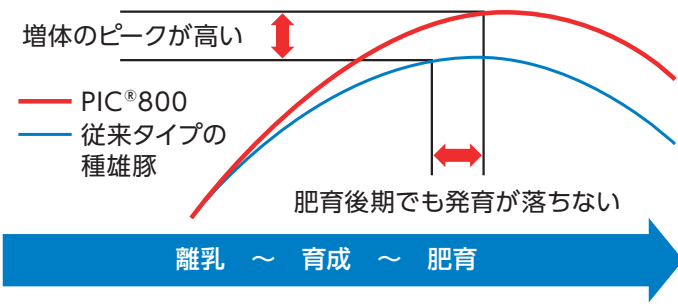 増体のピークが高い
PIC®800
従来タイプの
種雄豚
肥育後期でも発育が落ちない
離乳 ～ 育成 ～ 肥育